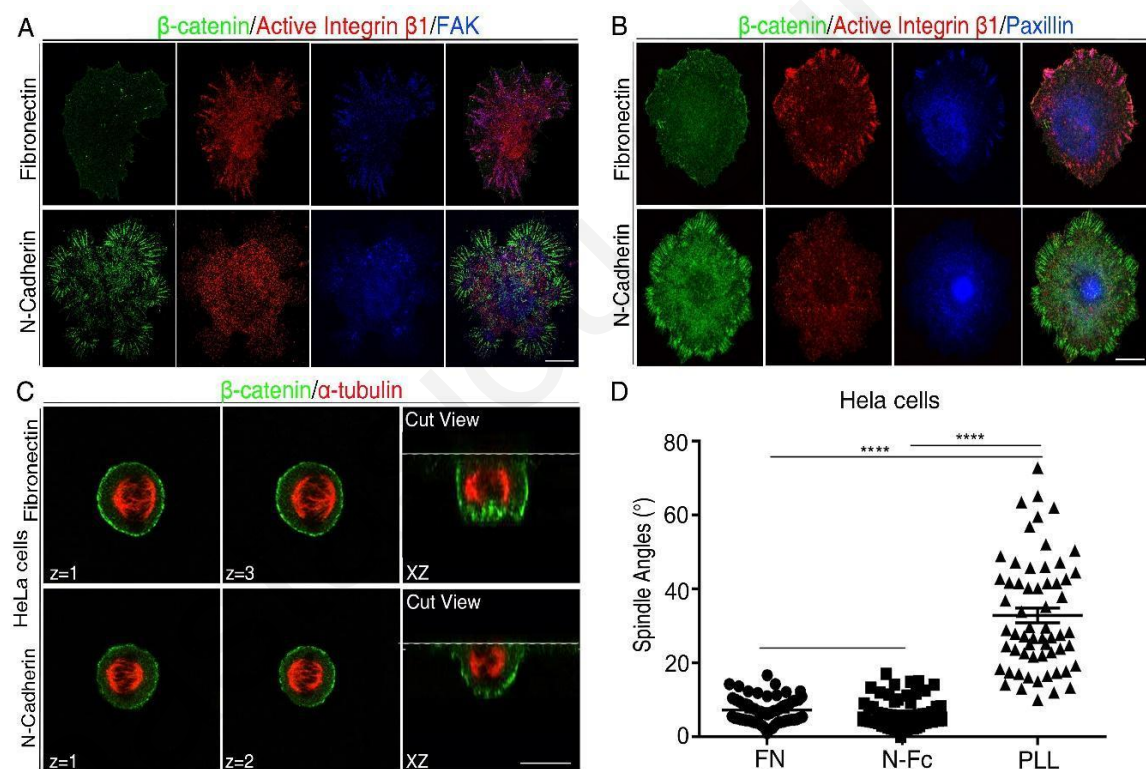 A
β-catenin/Active Integrin β1/FAK
Fibronectin
N-Cadherin
B
β-catenin/Active Integrin β1/Paxillin
Fibronectin
N-Cadherin
C
β-catenin/α-tubulin
HeLa cells
Fibronectin
z=1
z=3
Cut View
XZ
N-Cadherin
z=1
z=2
Cut View
XZ
D
Hela cells
****
****
Spindle Angles (°)
80
60
40
20
0
FN
N-Fc
PLL